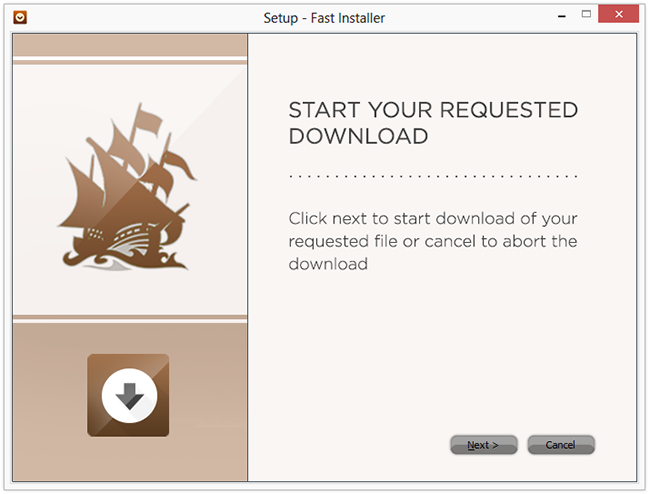 Setup - Fast Installer
START YOUR REQUESTED
DOWNLOAD
Click next to start download of your
requested file or cancel to abort the
download
Next >
Cancel